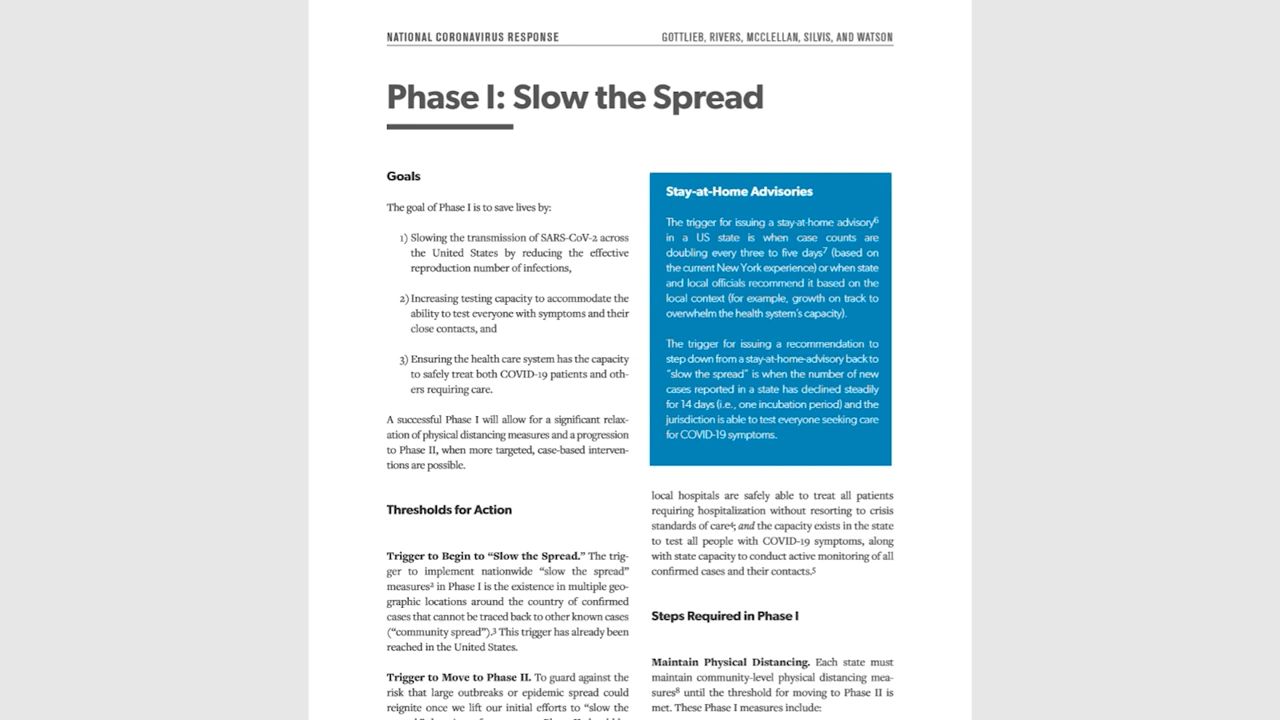 NATIONAL CORONAVIRUS RESPONSE
GOTTLIEB, RIVERS, MCCLELLAN, SILVIS, AND WATSON
Phase I: Slow the Spread
Goals
The goal of Phase I is to save lives by:
1) Slowing the transmission of SARS-CoV-2 across
the United States by reducing the effective
reproduction number of infections,
2) Increasing testing capacity to accommodate the
ability to test everyone with symptoms and their
close contacts, and
3) Ensuring the health care system has the capacity
to safely treat both COVID-19 patients and oth-
ers requiring care.
A successful Phase I will allow for a significant relax-
ation of physical distancing measures and a progression
to Phase II, when more targeted, case-based interven-
tions are possible.
Thresholds for Action
Trigger to Begin to “Slow the Spread.” The trig-
ger to implement nationwide “slow the spread”
measures² in Phase I is the existence in multiple geo-
graphic locations around the country of confirmed
cases that cannot be traced back to other known cases
(“community spread”).³ This trigger has already been
reached in the United States.
Trigger to Move to Phase II. To guard against the
risk that large outbreaks or epidemic spread could
reignite once we lift our initial efforts to “slow the
Stay-at-Home Advisories
The trigger for issuing a stay-at-home advisory⁶
in a US state is when case counts are
doubling every three to five days⁷ (based on
the current New York experience) or when state
and local officials recommend it based on the
local context (for example, growth on track to
overwhelm the health system’s capacity).
The trigger for issuing a recommendation to
step down from a stay-at-home-advisory back to
“slow the spread” is when the number of new
cases reported in a state has declined steadily
for 14 days (i.e., one incubation period) and the
jurisdiction is able to test everyone seeking care
for COVID-19 symptoms.
local hospitals are safely able to treat all patients
requiring hospitalization without resorting to crisis
standards of care⁴; and the capacity exists in the state
to test all people with COVID-19 symptoms, along
with state capacity to conduct active monitoring of all
confirmed cases and their contacts.⁵
Steps Required in Phase I
Maintain Physical Distancing. Each state must
maintain community-level physical distancing mea-
sures⁸ until the threshold for moving to Phase II is
met. These Phase I measures include: